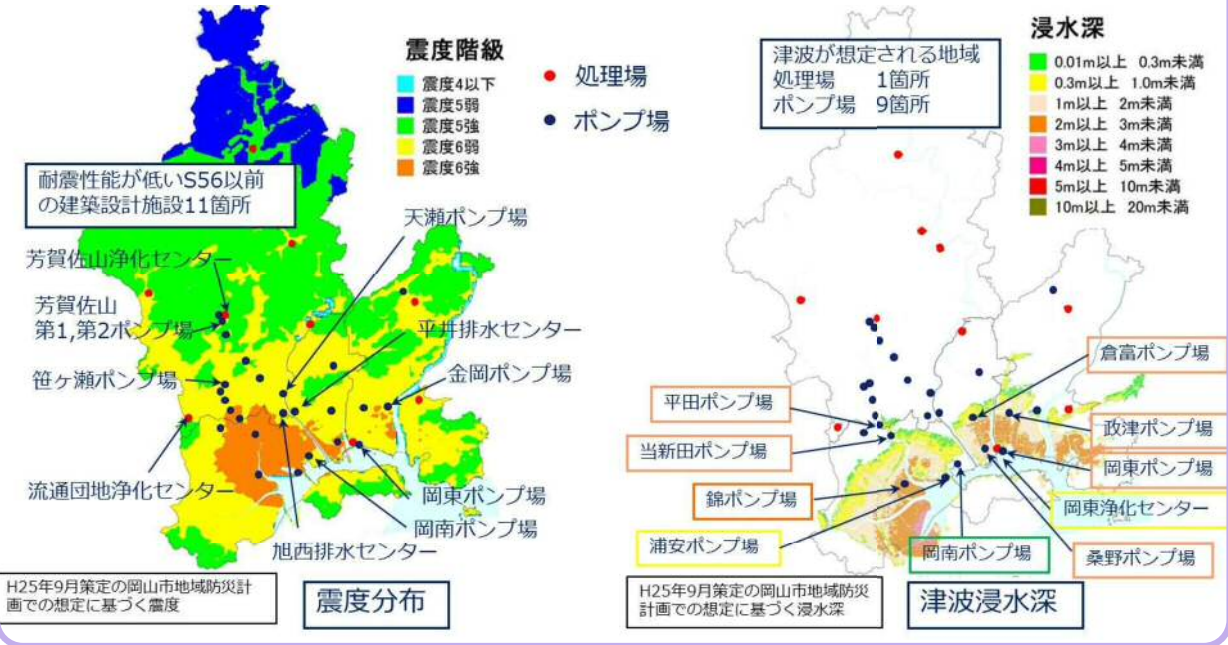 震度階級
震度4以下
震度5弱
震度5強
震度6弱
震度6強
処理場
ポンプ場
耐震性能が低いS56以前
の建築設計施設11箇所
天瀬ポンプ場
芳賀佐山浄化センター
芳賀佐山
第1,第2ポンプ場
平井排水センター
笹ヶ瀬ポンプ場
金岡ポンプ場
流通団地浄化センター
岡東ポンプ場
岡南ポンプ場
旭西排水センター
H25年9月策定の岡山市地域防災計
画での想定に基づく震度
震度分布
津波が想定される地域
処理場 1箇所
ポンプ場 9箇所
浸水深
0.01m以上 0.3m未満
0.3m以上 1.0m未満
1m以上 2m未満
2m以上 3m未満
3m以上 4m未満
4m以上 5m未満
5m以上 10m未満
10m以上 20m未満
倉富ポンプ場
平田ポンプ場
政津ポンプ場
当新田ポンプ場
岡東ポンプ場
錦ポンプ場
岡東浄化センター
浦安ポンプ場
岡南ポンプ場
桑野ポンプ場
H25年9月策定の岡山市地域防災
計画での想定に基づく浸水深
津波浸水深